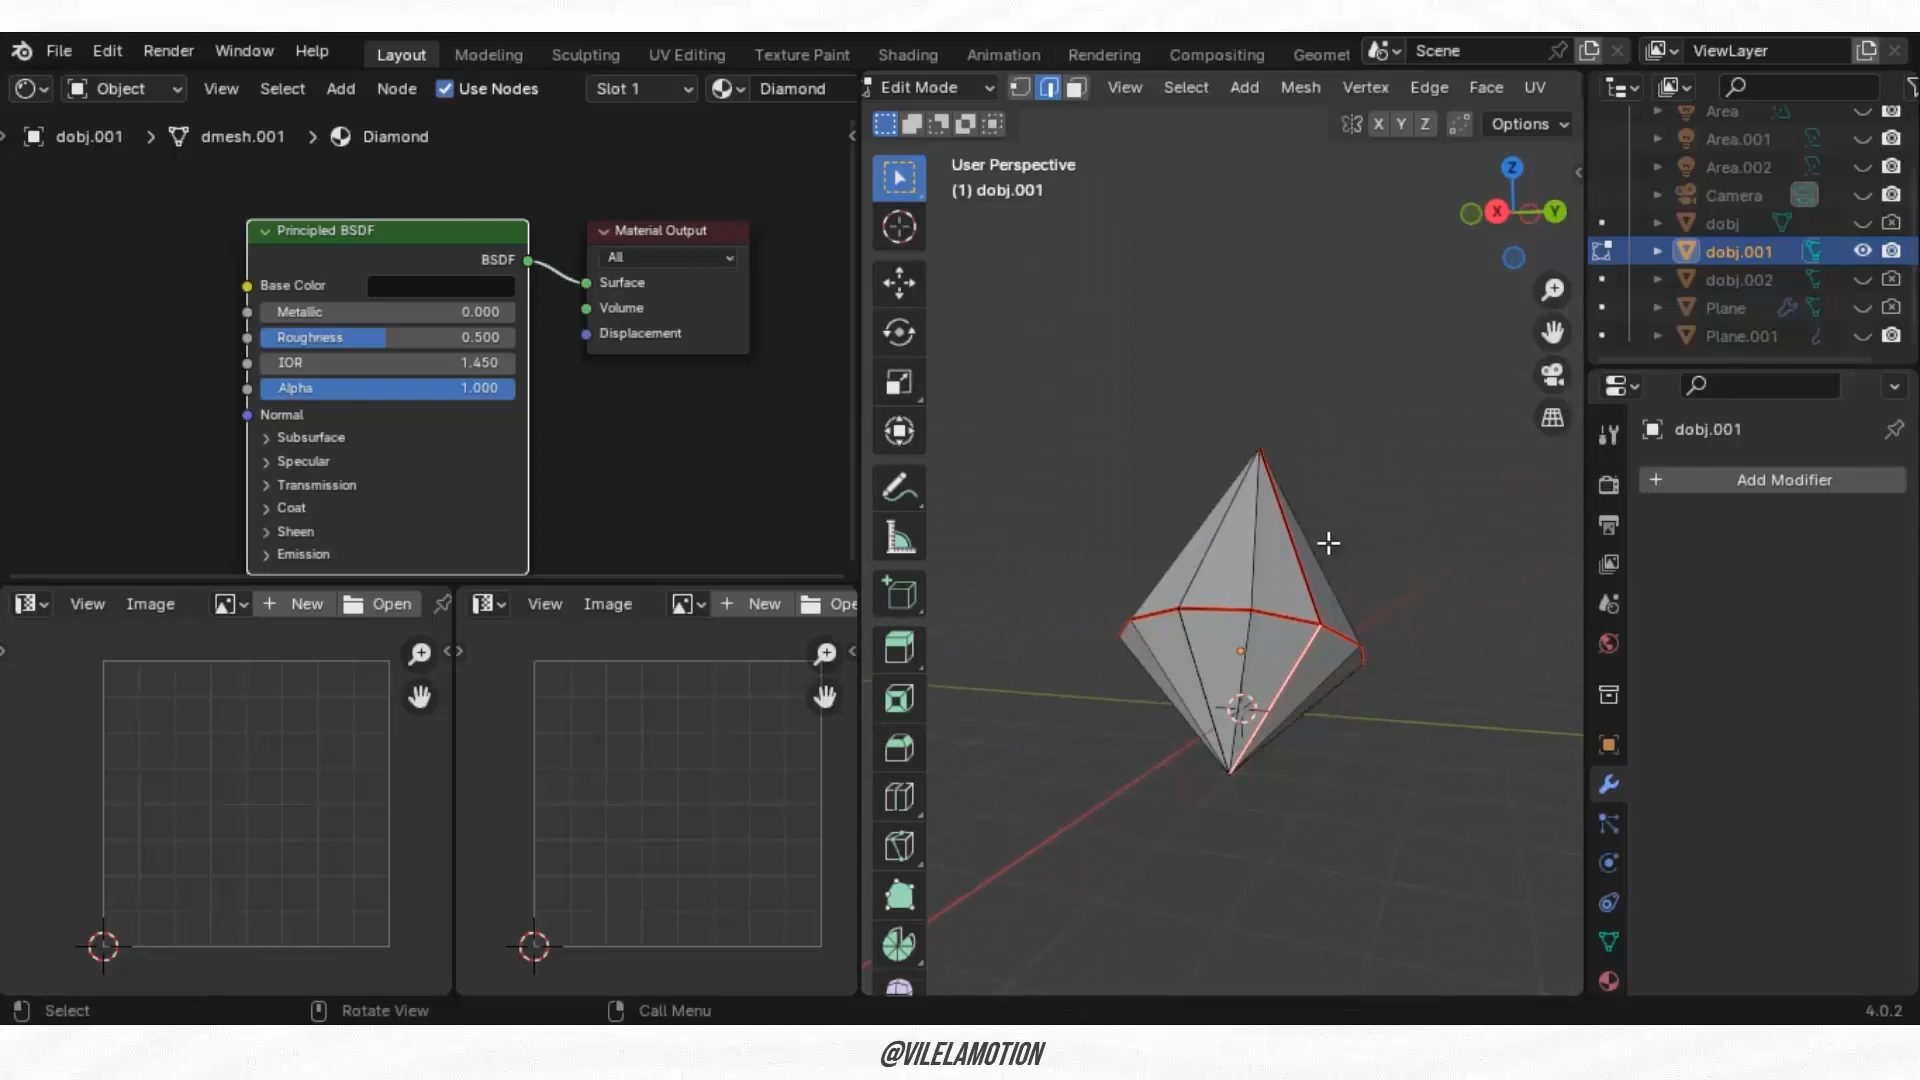 File Edit Render Window Help Layout Modeling Sculpting UV Editing Texture Paint Shading Animation Rendering Compositing Geomet Scene ViewLayer
Object View Select Add Node Use Nodes Slot 1 Diamond
Edit Mode View Select Add Mesh Vertex Edge Face UV
dobj.001 > dmesh.001 > Diamond
X Y Z Options
User Perspective
(1) dobj.001
Z
X
Y
Principled BSDF
BSDF
Base Color
Metallic 0.000
Roughness 0.500
IOR 1.450
Alpha 1.000
Normal
Subsurface
Specular
Transmission
Coat
Sheen
Emission
Material Output
All
Surface
Volume
Displacement
Area
Area.001
Area.002
Camera
dobj
dobj.001
dobj.002
Plane
Plane.001
dobj.001
+ Add Modifier
View Image + New Open
View Image + New Ope
Select Rotate View Call Menu 4.0.2
@VILELAMOTION